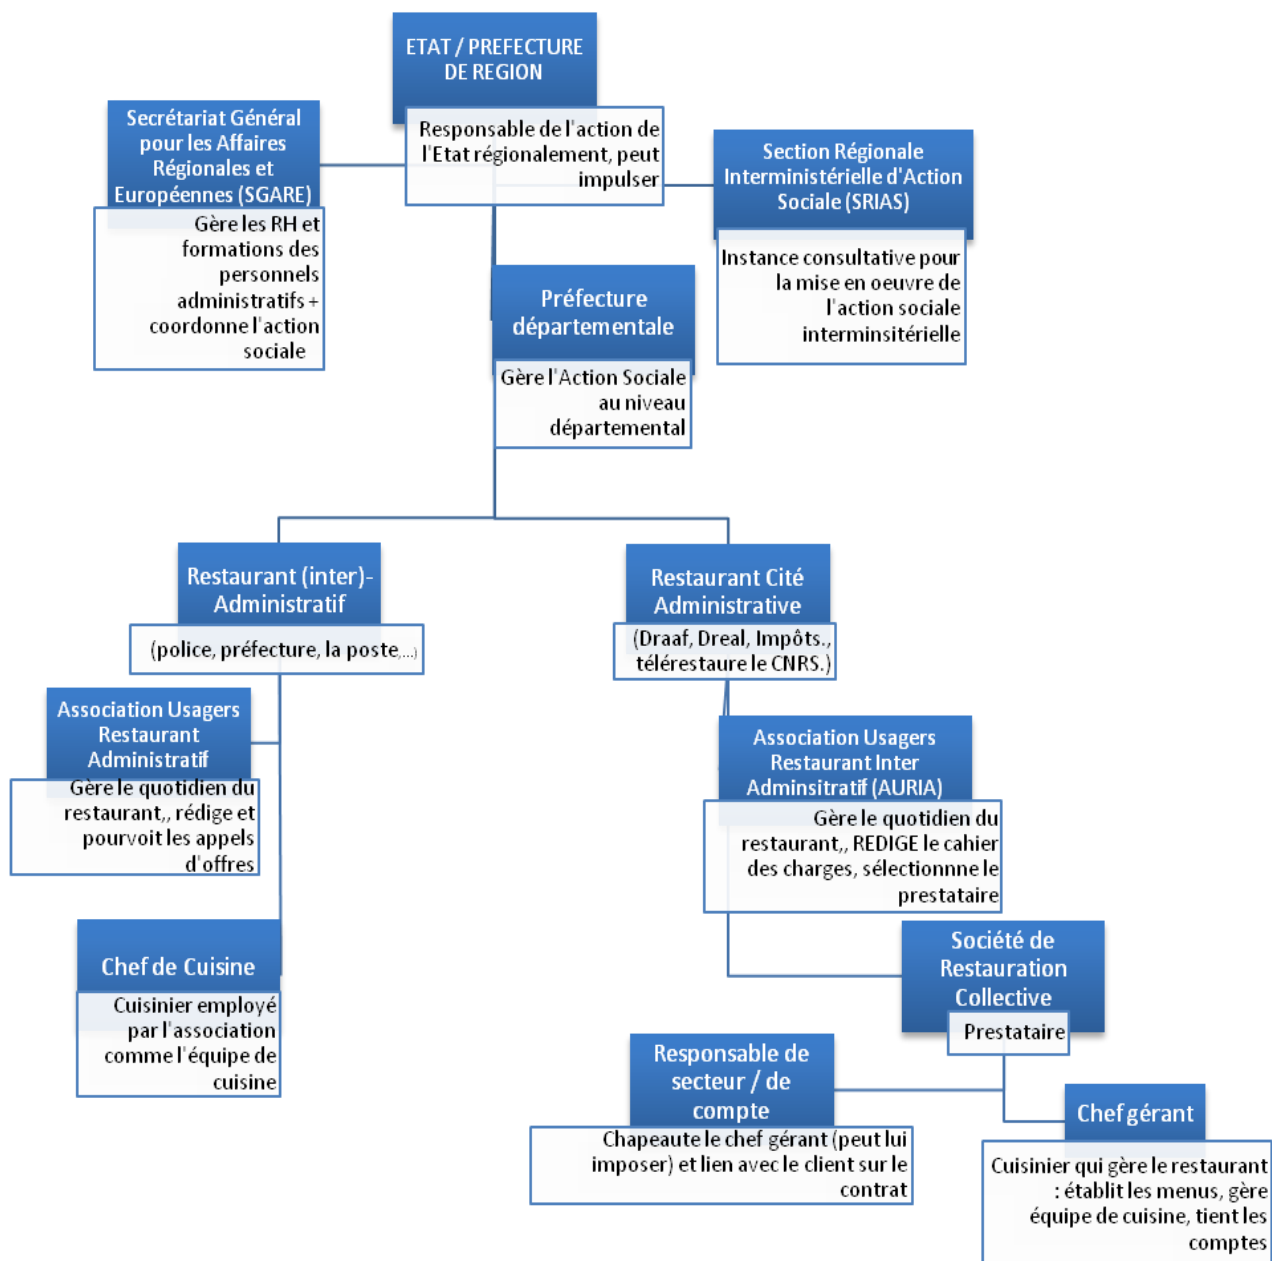 ETAT / PREFECTURE
DE REGION
Responsable de l'action de
l'Etat régionalement, peut
impulser
Secrétariat Général
pour les Affaires
Régionales et
Européennes (SGARE)
Gère les RH et
formations des
personnels
administratifs +
coordonne l'action
sociale
Section Régionale
Interministérielle d'Action
Sociale (SRIAS)
Instance consultative pour
la mise en oeuvre de
l'action sociale
interminsitérielle
Préfecture
départementale
Gère l'Action Sociale
au niveau
départemental
Restaurant (inter)-
Administratif
(police, préfecture, la poste,...)
Association Usagers
Restaurant
Administratif
Gère le quotidien du
restaurant,, rédige et
pourvoit les appels
d'offres
Chef de Cuisine
Cuisinier employé
par l'association
comme l'équipe de
cuisine
Restaurant Cité
Administrative
(Draaf, Dreal, Impôts.,
télérestaure le CNRS.)
Association Usagers
Restaurant Inter
Adminsitratif (AURIA)
Gère le quotidien du
restaurant,, REDIGE le cahier
des charges, sélectionnne le
prestataire
Société de
Restauration
Collective
Prestataire
Responsable de
secteur / de
compte
Chapeaute le chef gérant (peut lui
imposer) et lien avec le client sur le
contrat
Chef gérant
Cuisinier qui gère le restaurant
: établit les menus, gère
équipe de cuisine, tient les
comptes